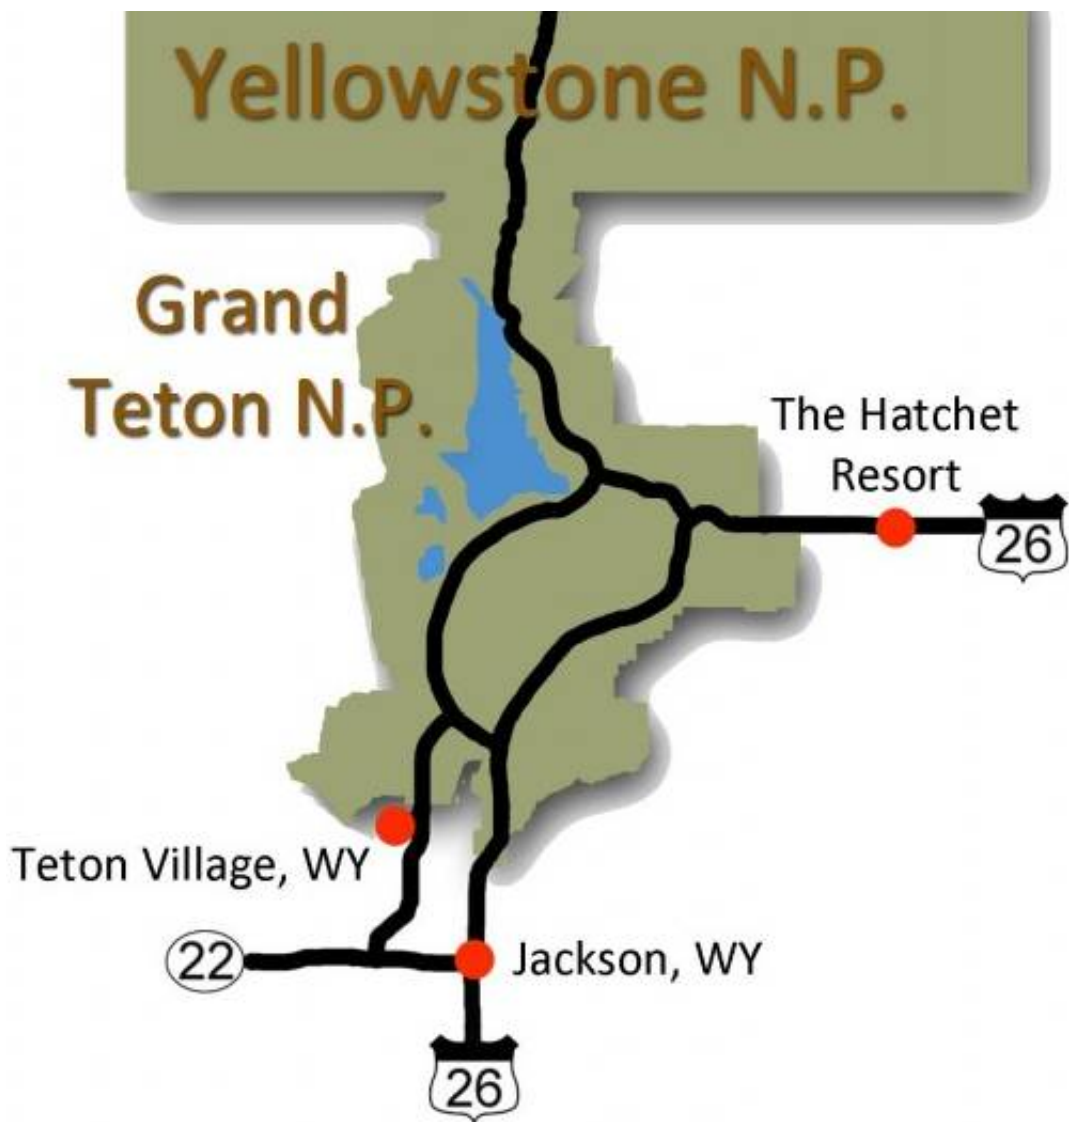 Yellowstone N.P.
Grand
Teton N.P.
The Hatchet
Resort
26
Teton Village, WY
22
Jackson, WY
26